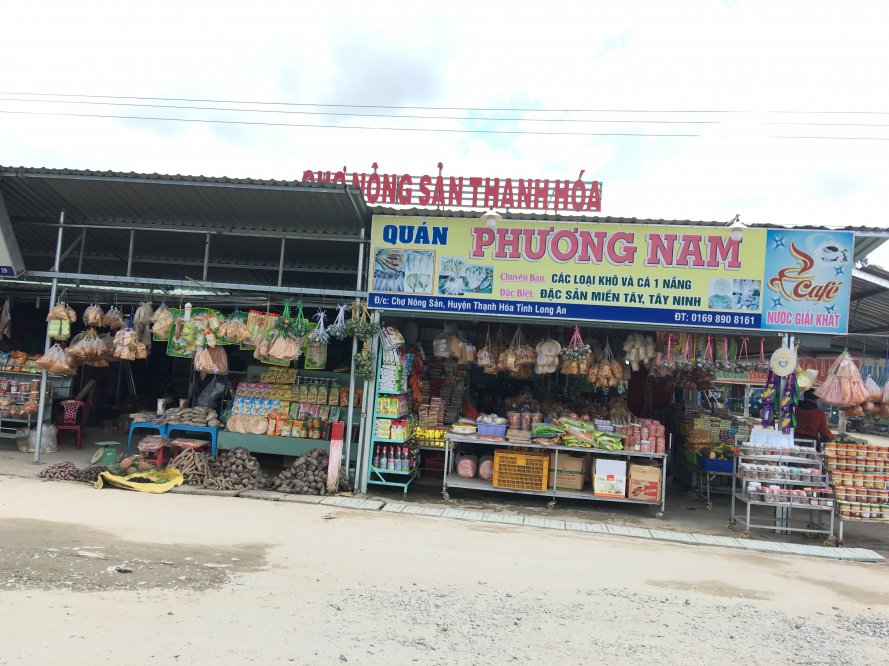 CHỢ NÔNG SẢN THẠNH HÓA
QUÁN PHƯƠNG NAM
Chuyên Bán: CÁC LOẠI KHÔ VÀ CÁ 1 NẮNG
Đặc Biệt: ĐẶC SẢN MIỀN TÂY, TÂY NINH
Đ/c: Chợ Nông Sản, Huyện Thạnh Hóa Tỉnh Long An
ĐT: 0169 890 8161
Café
NƯỚC GIẢI KHÁT
19